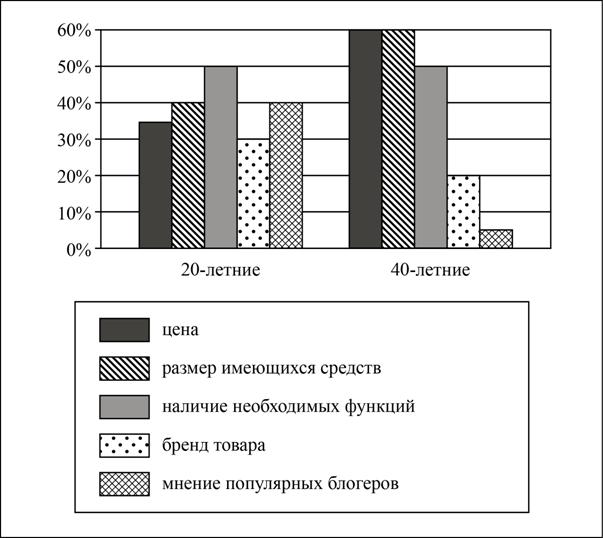 60%
50%
40%
30%
20%
10%
0%
20-летние
40-летние
цена
размер имеющихся средств
наличие необходимых функций
бренд товара
мнение популярных блогеров